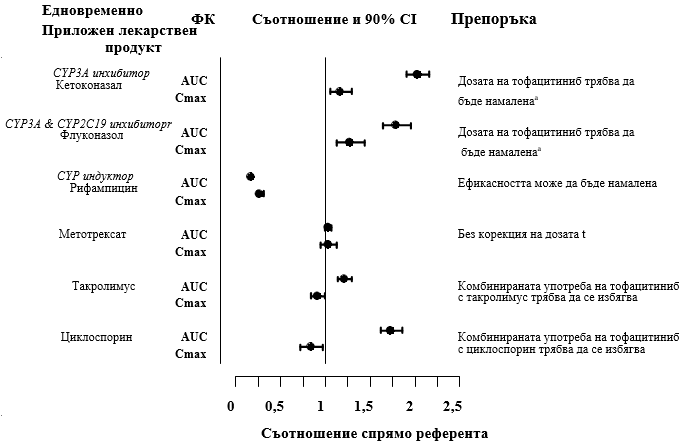 Едновременно
Приложен лекарствен
продукт
ФК
Съотношение и 90% CI
Препоръка
CYP3A инхибитор
Кетоконазал
AUC
Cmax
Дозата на тофацитиниб трябва да
бъде намаленаª
CYP3A & CYP2C19 инхибиторг
Флуконазол
AUC
Cmax
Дозата на тофацитиниб трябва да
бъде намаленаª
CYP индуктор
Рифампицин
AUC
Cmax
Ефикасността може да бъде намалена
Метотрексат
AUC
Cmax
Без корекция на дозата t
Такролимус
AUC
Cmax
Комбинираната употреба на тофацитиниб
с такролимус трябва да се избягва
Циклоспорин
AUC
Cmax
Комбинираната употреба на тофацитиниб
с циклоспорин трябва да се избягва
0 0,5 1 1,5 2 2,5
Съотношение спрямо референта